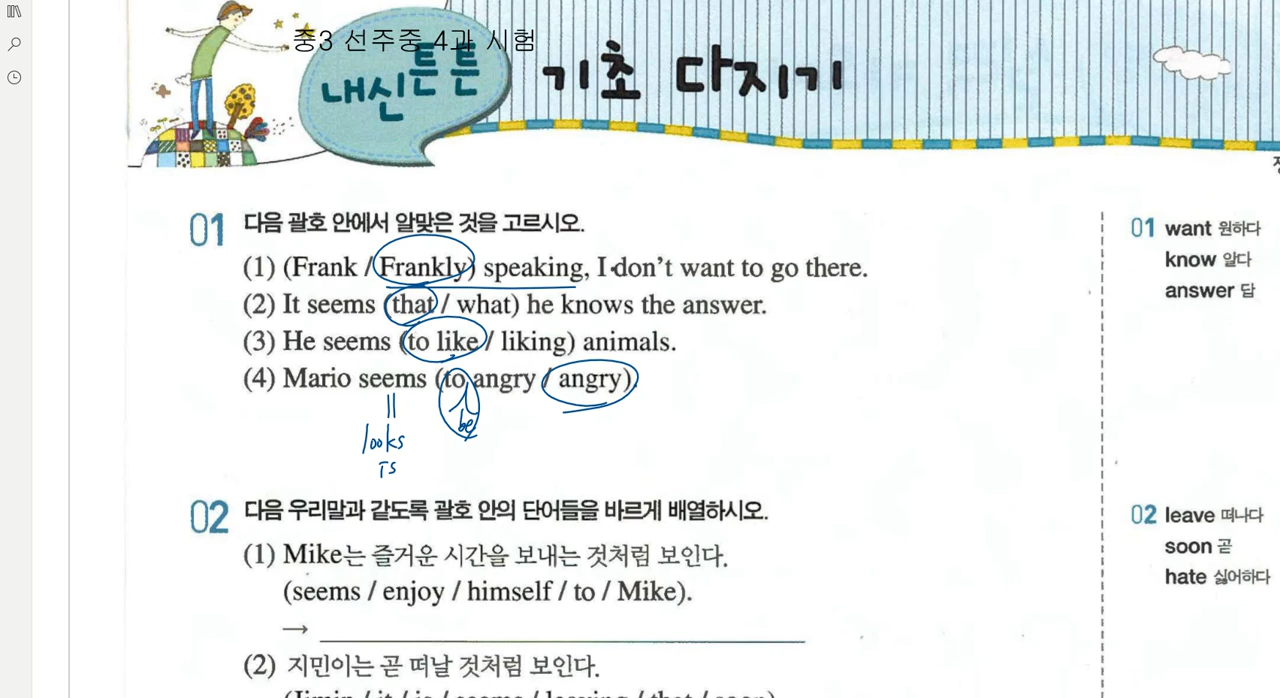 중3 선주중 4과 시험
내신튼튼
기초 다지기
01 다음 괄호 안에서 알맞은 것을 고르시오.
(1) (Frank / Frankly) speaking, I don't want to go there.
(2) It seems (that / what) he knows the answer.
(3) He seems (to like / liking) animals.
(4) Mario seems (to angry / angry).
be
looks
is
02 다음 우리말과 같도록 괄호 안의 단어들을 바르게 배열하시오.
(1) Mike는 즐거운 시간을 보내는 것처럼 보인다.
(seems / enjoy / himself / to / Mike).
→
(2) 지민이는 곧 떠날 것처럼 보인다.
(Jimin / it / is / seems / leaving / that / soon)
01 want 원하다
know 알다
answer 답
02 leave 떠나다
soon 곧
hate 싫어하다